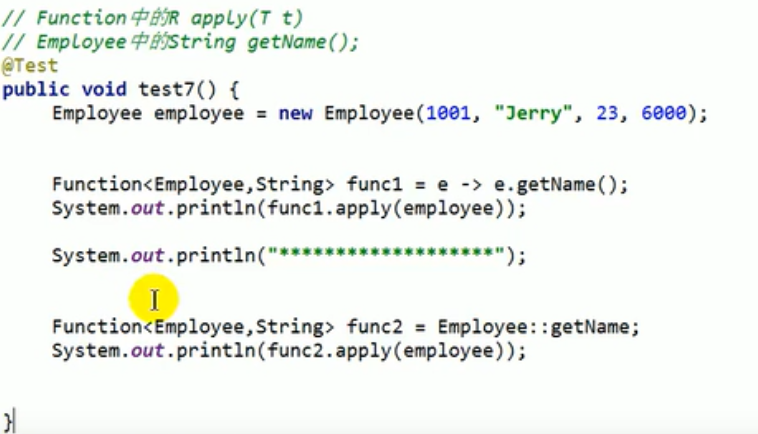 // Function中的R apply(T t)
// Employee中的String getName();
@Test
public void test7() {
Employee employee = new Employee(1001, "Jerry", 23, 6000);
Function<Employee,String> func1 = e -> e.getName();
System.out.println(func1.apply(employee));
System.out.println("*******************");
Function<Employee,String> func2 = Employee::getName;
System.out.println(func2.apply(employee));
}